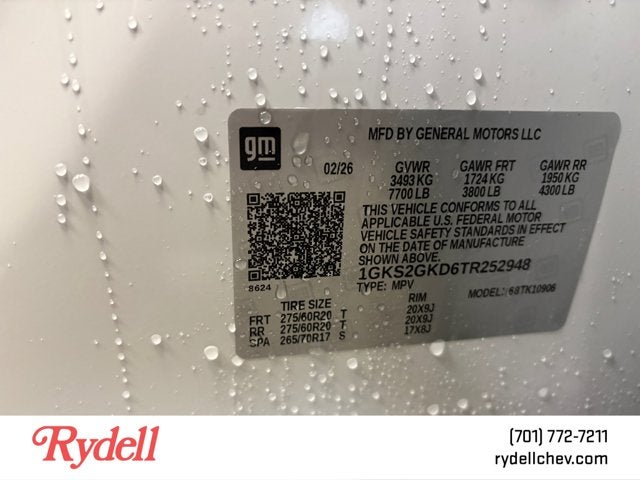 gm
MFD BY GENERAL MOTORS LLC
02/26
GVWR GAWR FRT GAWR RR
3493 KG 1724 KG 1950 KG
7700 LB 3800 LB 4300 LB
THIS VEHICLE CONFORMS TO ALL
APPLICABLE U.S. FEDERAL MOTOR
VEHICLE SAFETY STANDARDS IN EFFECT
ON THE DATE OF MANUFACTURE
SHOWN ABOVE.
1GKS2GKD6TR252948
8624
TYPE: MPV MODEL: 68TK10906
TIRE SIZE RIM
FRT 275/60R20 T 20X9J
RR 275/60R20 T 20X9J
SPA 265/70R17 S 17X8J
Rydell
(701) 772-7211
rydellchev.com